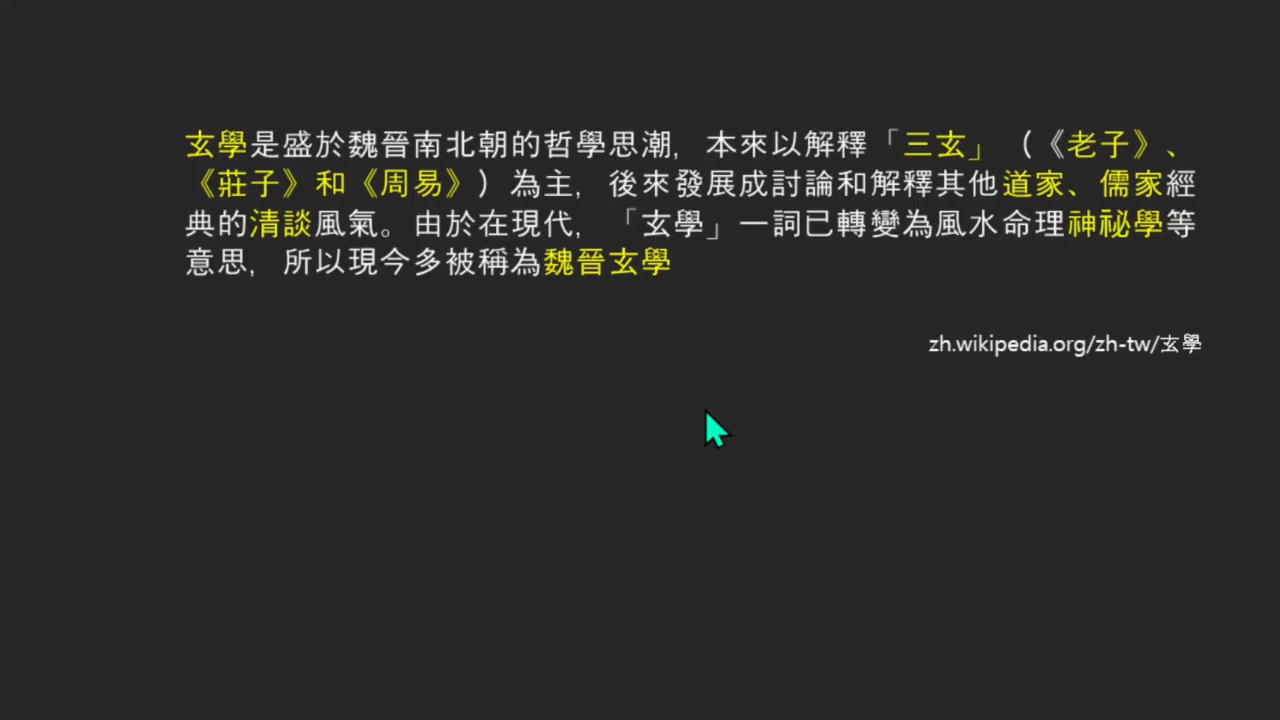 玄學是盛於魏晉南北朝的哲學思潮，本來以解釋「三玄」（《老子》、
《莊子》和《周易》）為主，後來發展成討論和解釋其他道家、儒家經
典的清談風氣。由於在現代，「玄學」一詞已轉變為風水命理神祕學等
意思，所以現今多被稱為魏晉玄學
zh.wikipedia.org/zh-tw/玄學